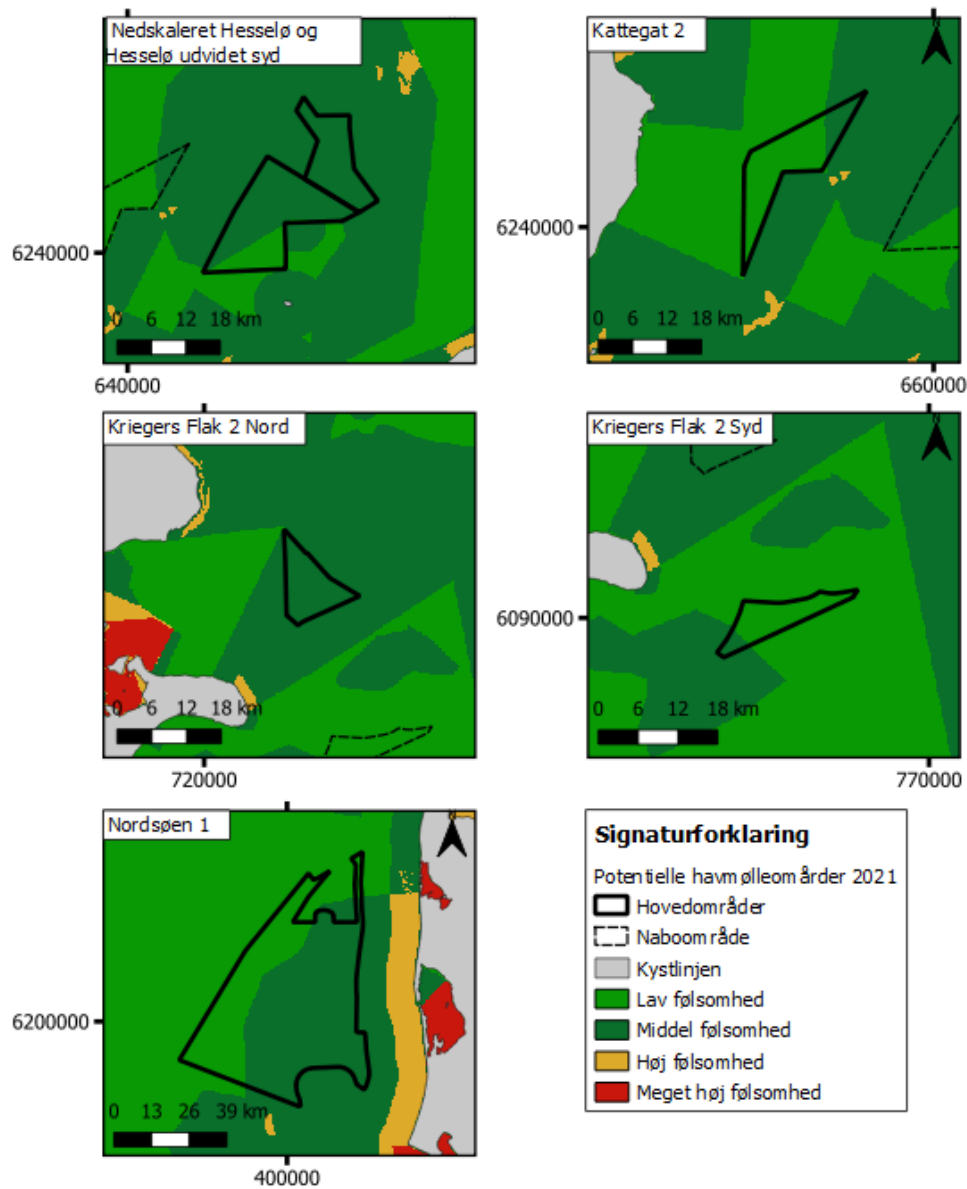 Nedskaleret Hesselø og
Hesselø udvidet syd
6240000
0 6 12 18 km
640000
Kattegat 2
6240000
0 6 12 18 km
660000
Kriegers Flak 2 Nord
0 6 12 18 km
720000
Kriegers Flak 2 Syd
6090000
0 6 12 18 km
770000
Nordsøen 1
6200000
0 13 26 39 km
400000
Signaturforklaring
Potentielle havmølleomårder 2021
Hovedområder
Naboområde
Kystlinjen
Lav følsomhed
Middel følsomhed
Høj følsomhed
Meget høj følsomhed